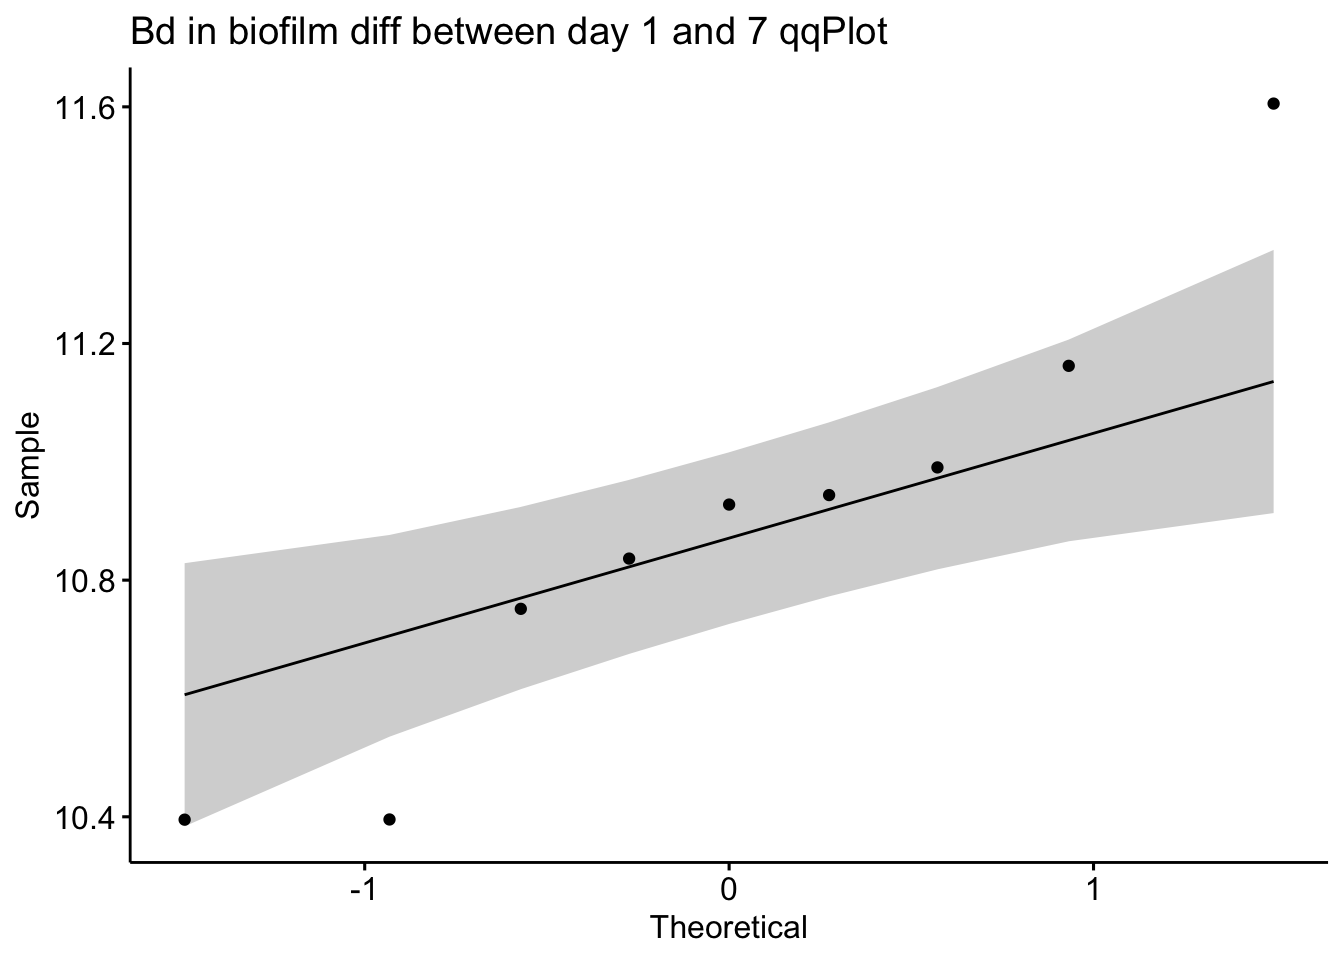 Bd in biofilm diff between day 1 and 7 qqPlot
11.6
11.2
10.8
10.4
Sample
-1 0 1
Theoretical